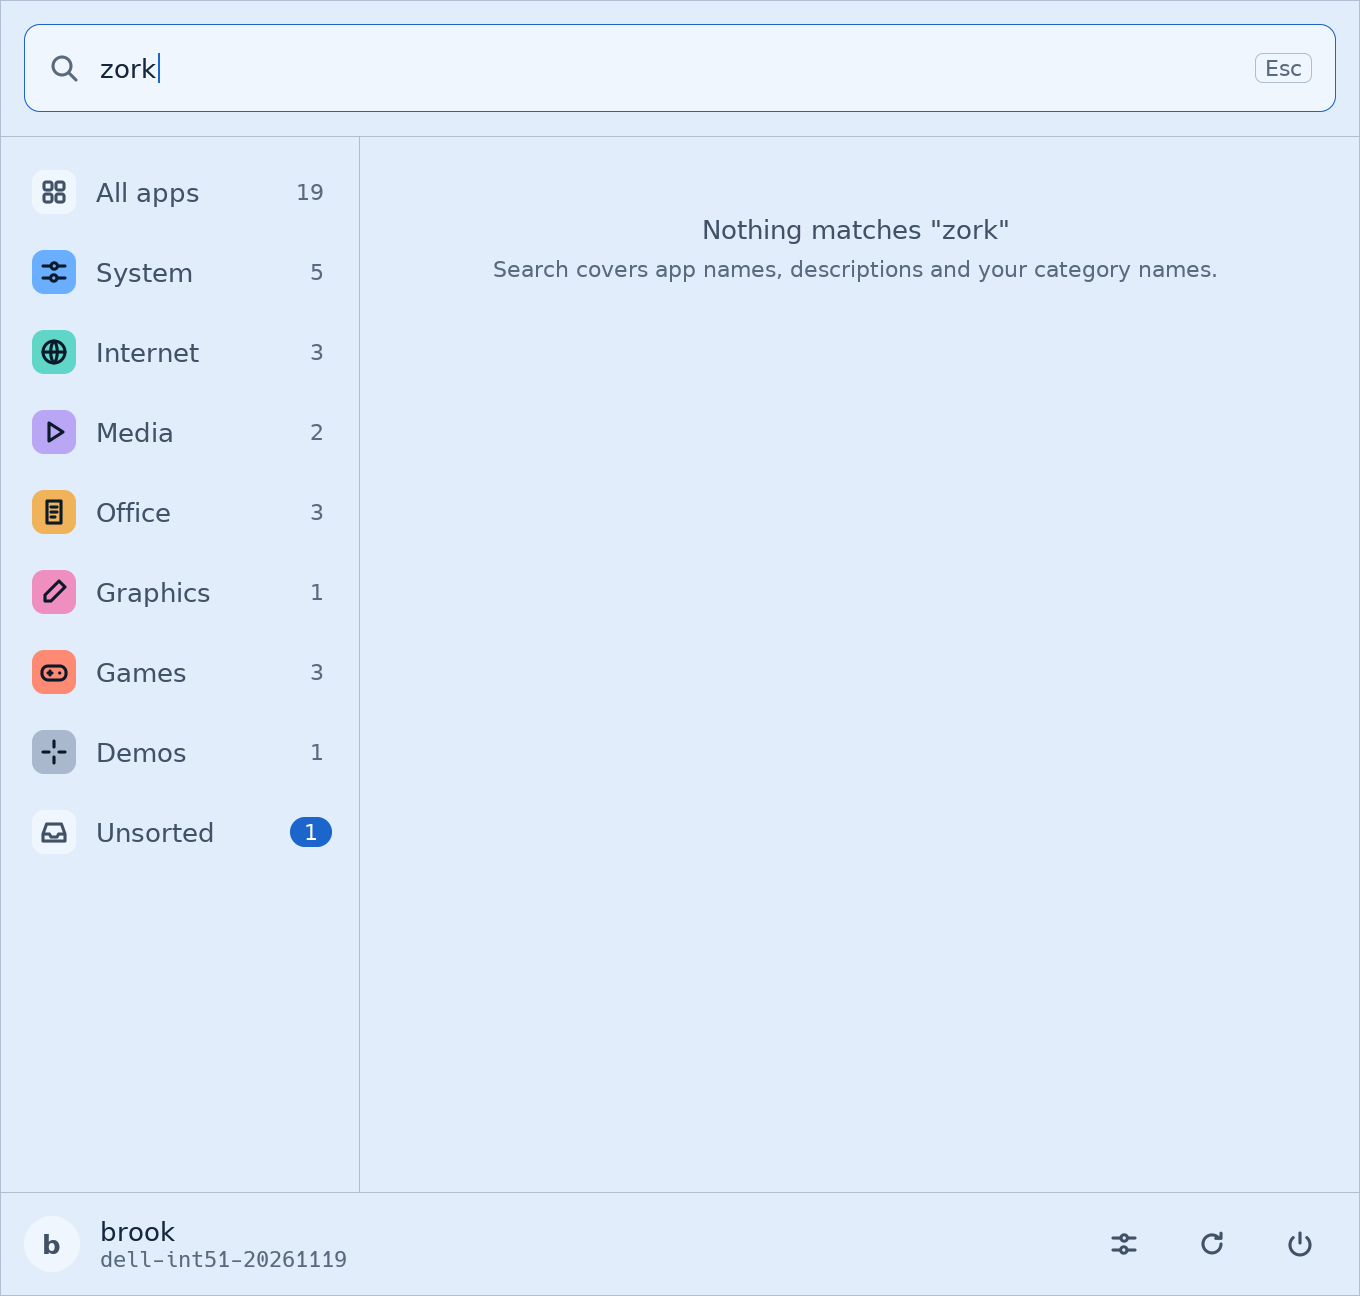 zork
Esc
All apps 19
System 5
Internet 3
Media 2
Office 3
Graphics 1
Games 3
Demos 1
Unsorted 1
Nothing matches "zork"
Search covers app names, descriptions and your category names.
b
brook
dell-int51-20261119